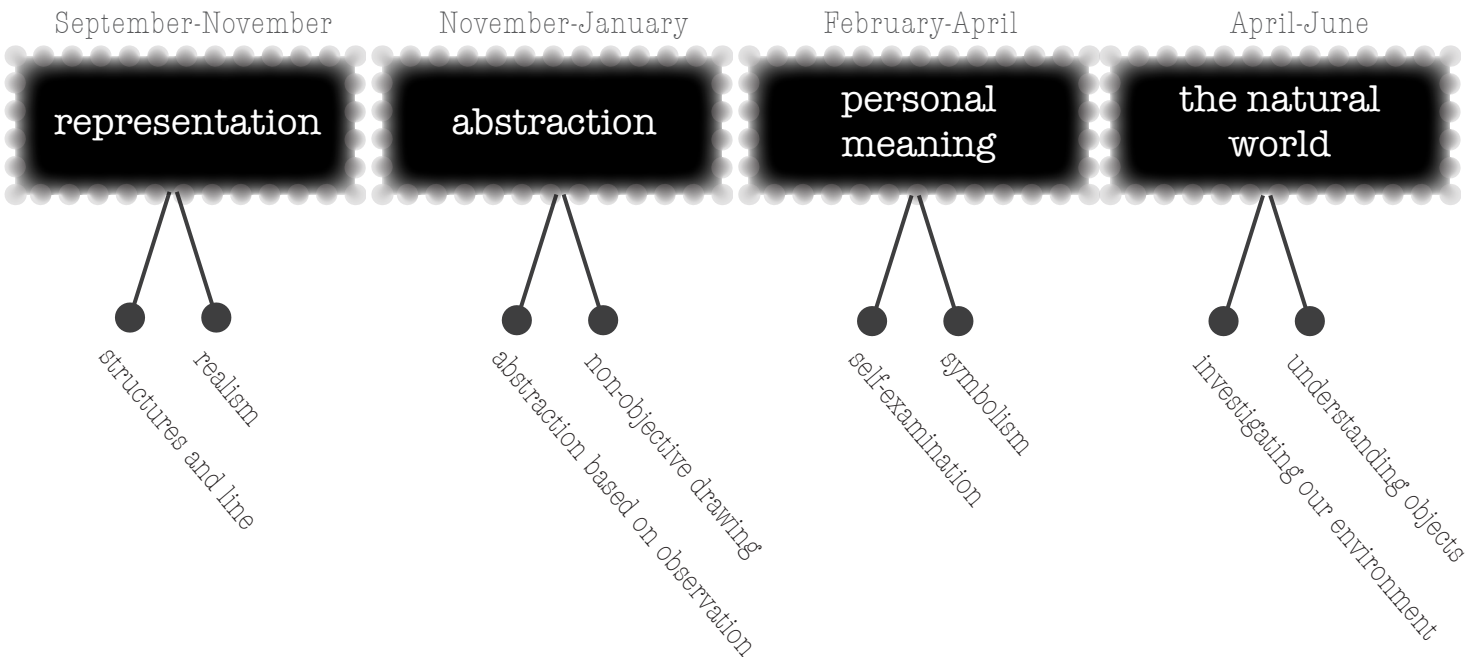 September-November
November-January
February-April
April-June
representation
abstraction
personal
meaning
the natural
world
structures and line
realism
abstraction based on observation
non-objective drawing
self-examination
symbolism
investigating our environment
understanding objects